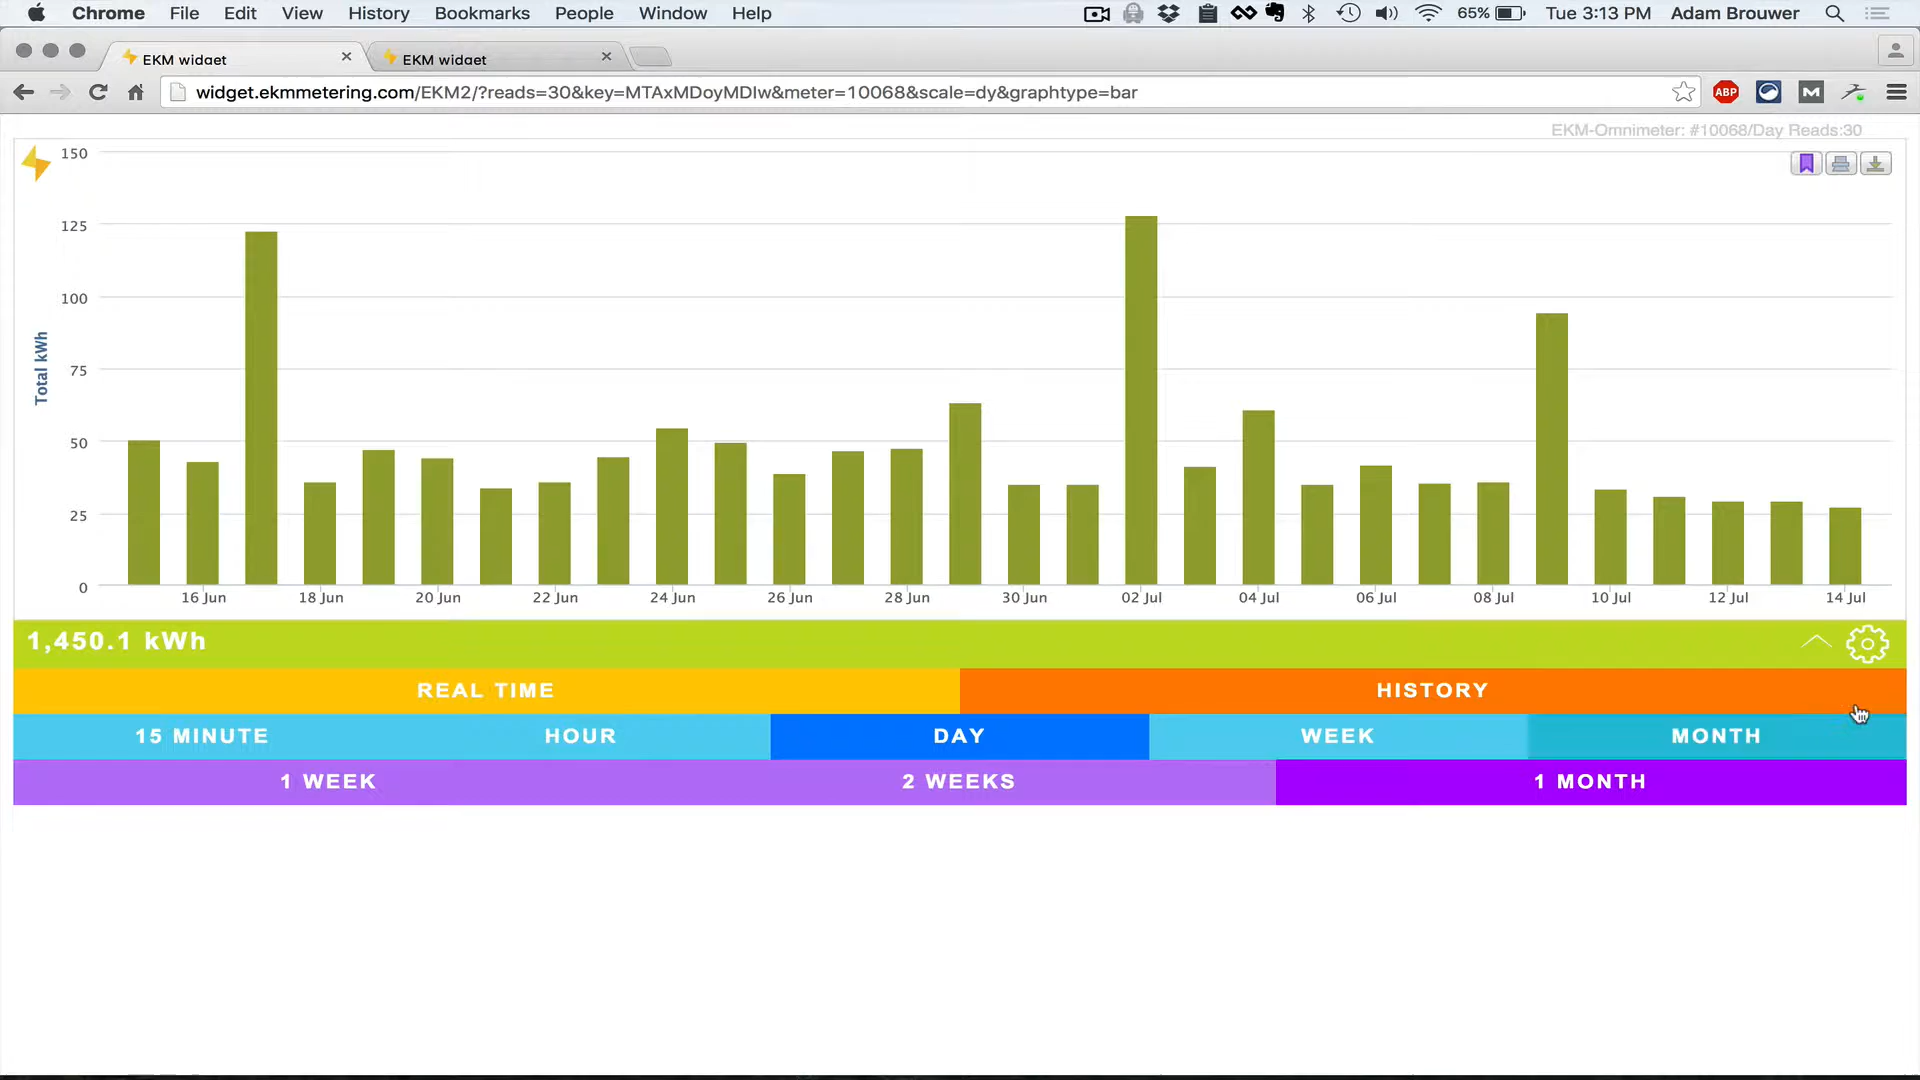 Chrome File Edit View History Bookmarks People Window Help 65% Tue 3:13 PM Adam Brouwer
EKM widget EKM widget
widget.ekmmetering.com/EKM2/?reads=30&key=MTAxMDoyMDIw&meter=10068&scale=dy&graphtype=bar ABP M
EKM-Omnimeter: #10068/Day Reads:30
150
125
100
75
50
25
0
Total kWh
16 Jun 18 Jun 20 Jun 22 Jun 24 Jun 26 Jun 28 Jun 30 Jun 02 Jul 04 Jul 06 Jul 08 Jul 10 Jul 12 Jul 14 Jul
1,450.1 kWh
REAL TIME HISTORY
15 MINUTE HOUR DAY WEEK MONTH
1 WEEK 2 WEEKS 1 MONTH